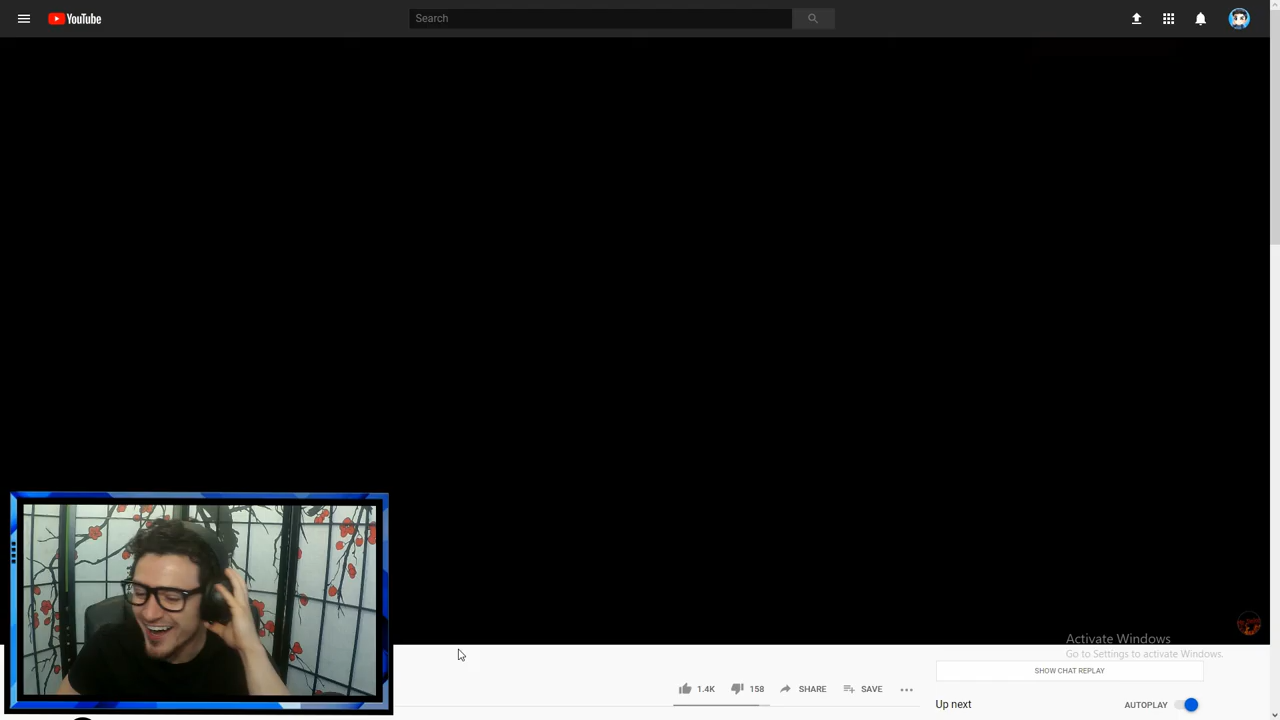 YouTube
Search
Activate Windows
Go to Settings to activate Windows.
SHOW CHAT REPLAY
1.4K 158 SHARE SAVE
Up next AUTOPLAY